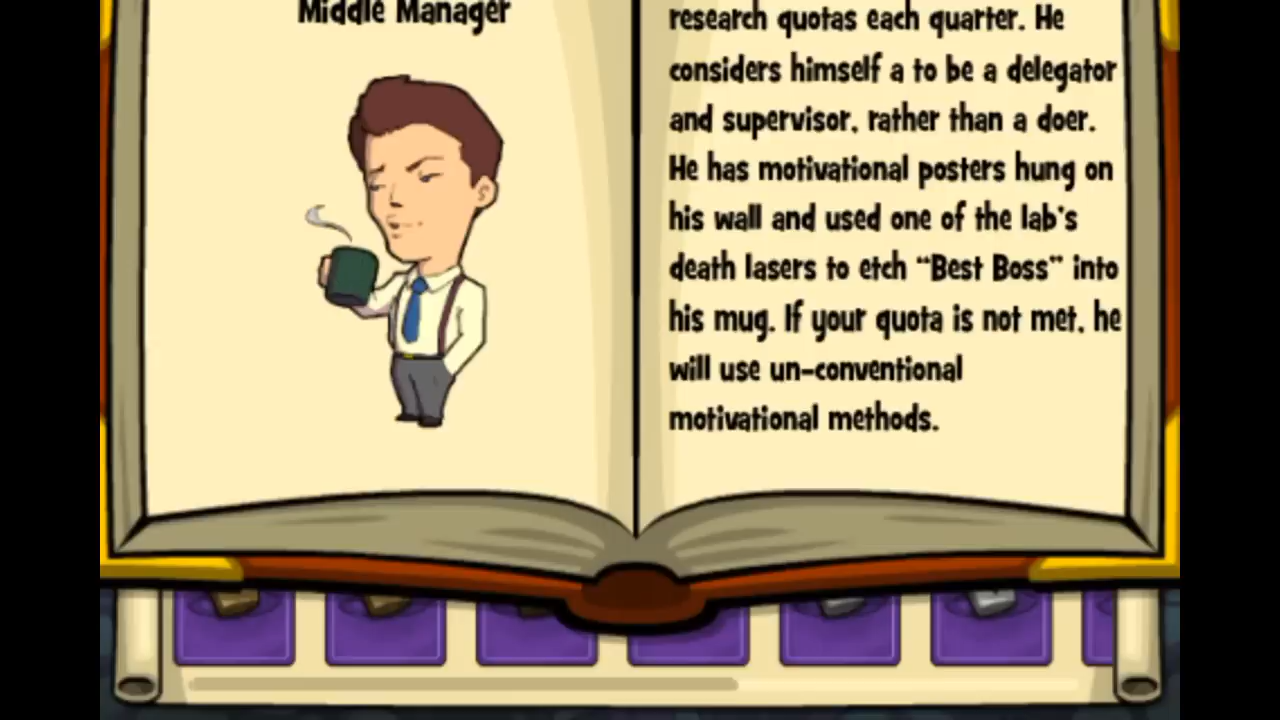 Middle Manager
research quotas each quarter. He
considers himself a to be a delegator
and supervisor, rather than a doer.
He has motivational posters hung on
his wall and used one of the lab's
death lasers to etch “Best Boss” into
his mug. If your quota is not met, he
will use un-conventional
motivational methods.